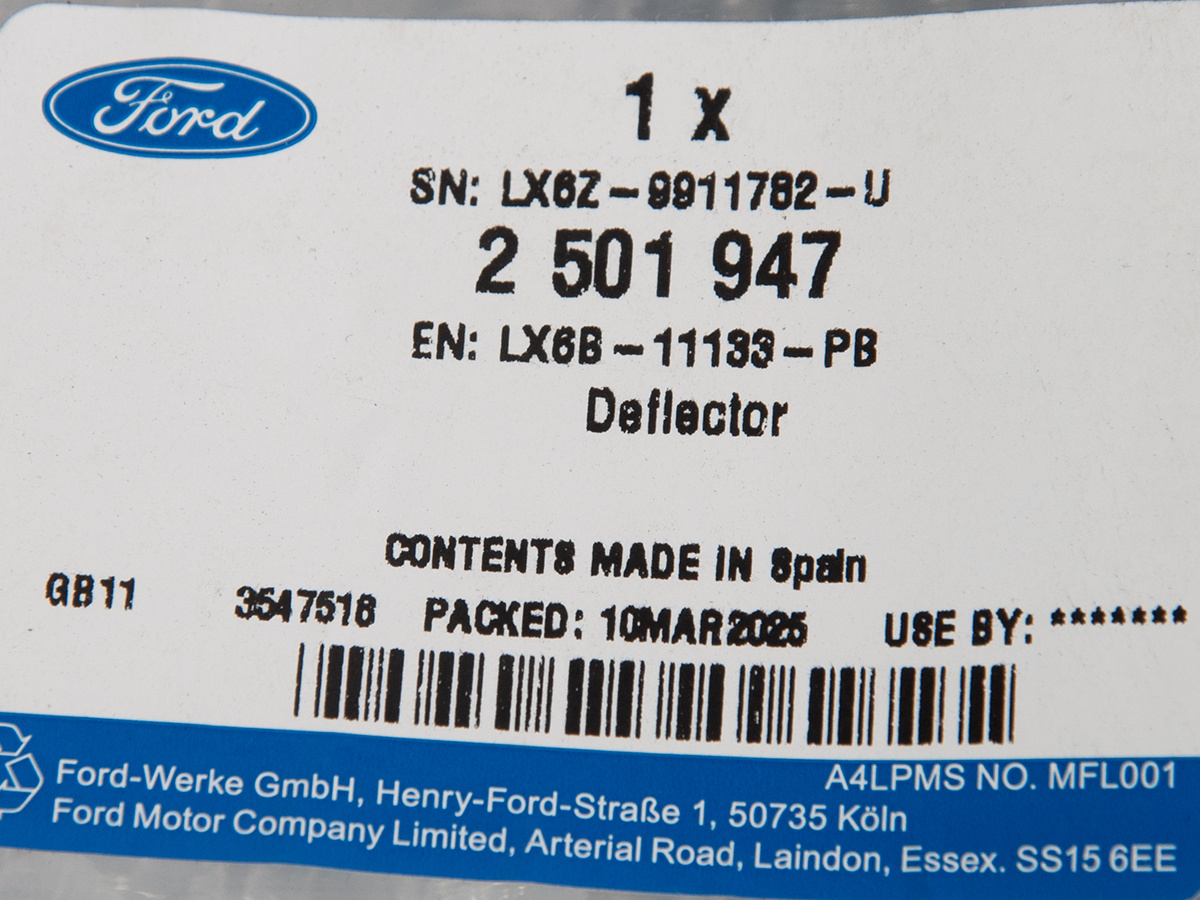 Ford
1 x
SN: LX6Z-9911782-U
2 501 947
EN: LX6B-11133-PB
Deflector
CONTENTS MADE IN Spain
GB11 3547518 PACKED: 10MAR2025 USE BY: *******
A4LPMS NO. MFL001
Ford-Werke GmbH, Henry-Ford-Straße 1, 50735 Köln
Ford Motor Company Limited, Arterial Road, Laindon, Essex. SS15 6EE